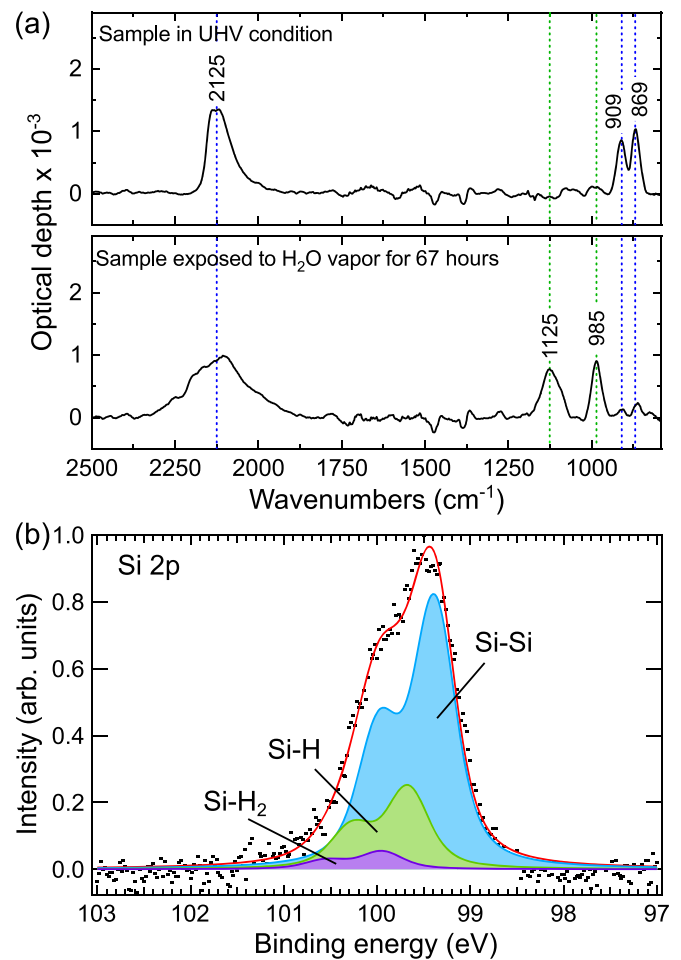 (a)
Sample in UHV condition
2125
909
869
2
1
0
Sample exposed to H₂O vapor for 67 hours
1125
985
2
1
0
Optical depth x 10⁻³
2500 2250 2000 1750 1500 1250 1000
Wavenumbers (cm⁻¹)
(b)
Si 2p
1.0
0.8
0.6
0.4
0.2
0.0
Intensity (arb. units)
Si-Si
Si-H
Si-H₂
103 102 101 100 99 98 97
Binding energy (eV)